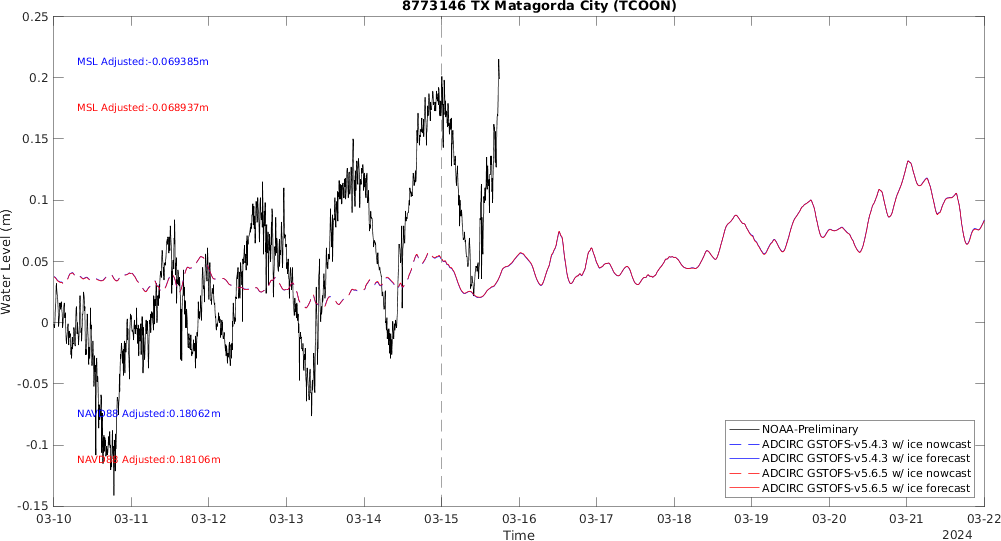 8773146 TX Matagorda City (TCOON)
0.25
0.2
0.15
0.1
0.05
0
-0.05
-0.1
-0.15
Water Level (m)
MSL Adjusted:-0.069385m
MSL Adjusted:-0.068937m
NAVD88 Adjusted:0.18062m
NAVD88 Adjusted:0.18106m
NOAA-Preliminary
ADCIRC GSTOFS-v5.4.3 w/ ice nowcast
ADCIRC GSTOFS-v5.4.3 w/ ice forecast
ADCIRC GSTOFS-v5.6.5 w/ ice nowcast
ADCIRC GSTOFS-v5.6.5 w/ ice forecast
03-10 03-11 03-12 03-13 03-14 03-15 03-16 03-17 03-18 03-19 03-20 03-21 03-22
Time
2024